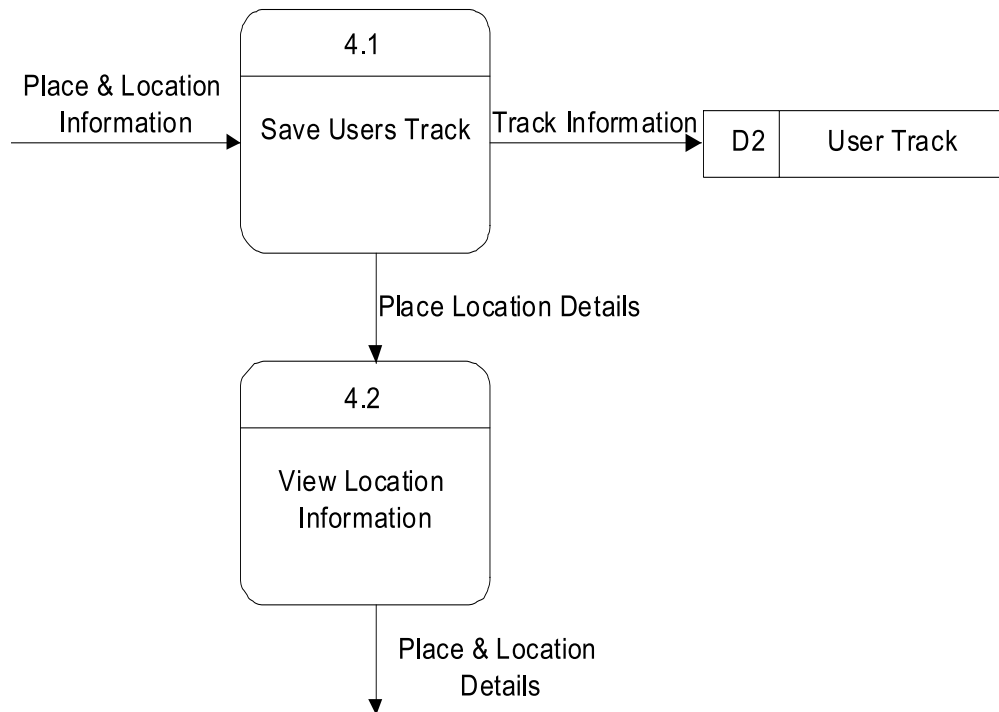 4.1
Place & Location
Information
Save Users Track
Track Information
D2
User Track
Place Location Details
4.2
View Location
Information
Place & Location
Details